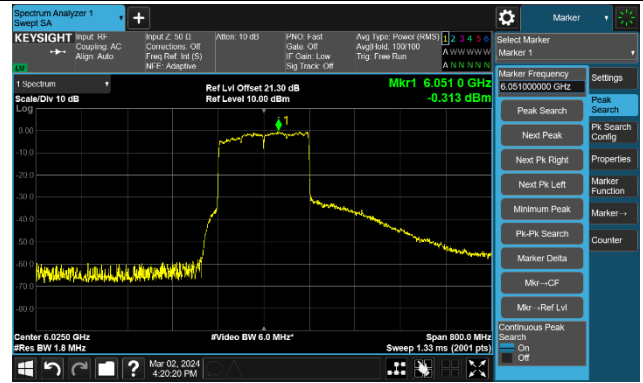 Spectrum Analyzer 1
Swept SA
Marker
KEYSIGHT
Input: RF
Coupling: AC
Align: Auto
Input Z: 50 Ω
Corrections: Off
Freq Ref: Int (S)
NFE: Adaptive
Atten: 10 dB
PNO: Fast
Gate: Off
IF Gain: Low
Sig Track: Off
Avg Type: Power (RMS)
Avg|Hold: 100/100
Trig: Free Run
1 2 3 4 5 6
A W W W W W
A N N N N N
LM
Select Marker
Marker 1
1 Spectrum
Ref Lvl Offset 21.30 dB
Mkr1 6.051 0 GHz
Scale/Div 10 dB
Ref Level 10.00 dBm
-0.313 dBm
Log
1
0.00
-10.0
-20.0
-30.0
-40.0
-50.0
-60.0
-70.0
-80.0
Center 6.0250 GHz
#Video BW 6.0 MHz*
Span 800.0 MHz
#Res BW 1.8 MHz
Sweep 1.33 ms (2001 pts)
Marker Frequency
6.051000000 GHz
Peak Search
Next Peak
Next Pk Right
Next Pk Left
Minimum Peak
Pk-Pk Search
Marker Delta
Mkr→CF
Mkr→Ref Lvl
Continuous Peak
Search
On
Off
Settings
Peak
Search
Pk Search
Config
Properties
Marker
Function
Marker→
Counter
?
Mar 02, 2024
4:20:20 PM